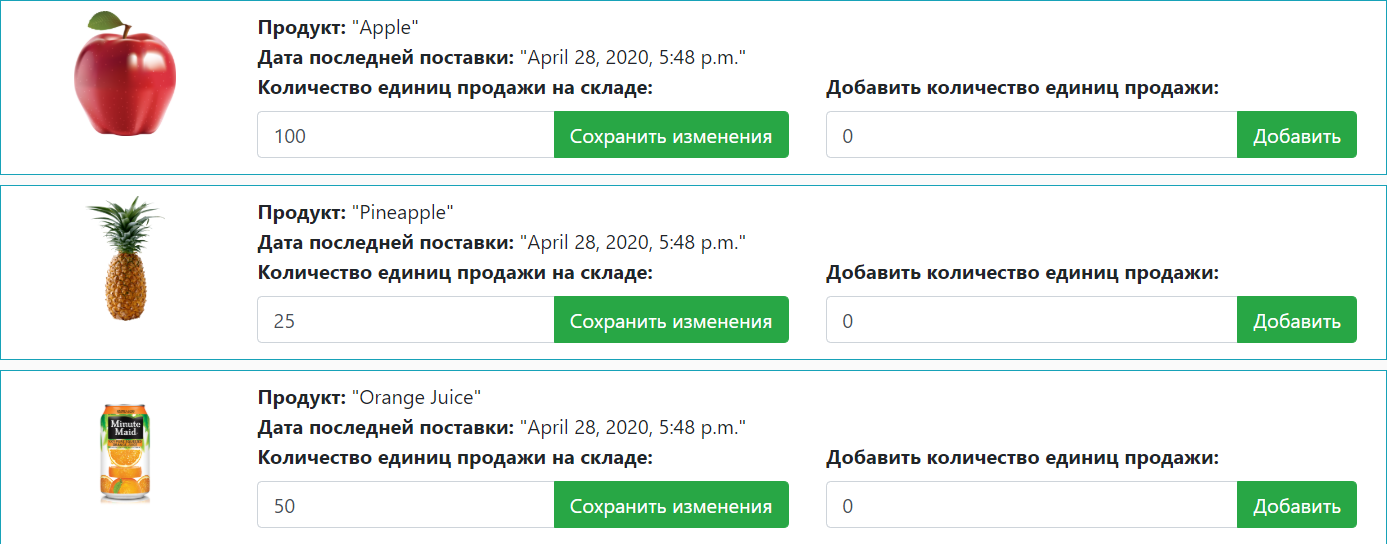 Продукт: "Apple"
Дата последней поставки: "April 28, 2020, 5:48 p.m."
Количество единиц продажи на складе:
Добавить количество единиц продажи:
100
Сохранить изменения
0
Добавить
Продукт: "Pineapple"
Дата последней поставки: "April 28, 2020, 5:48 p.m."
Количество единиц продажи на складе:
Добавить количество единиц продажи:
25
Сохранить изменения
0
Добавить
Minute
Maid
Продукт: "Orange Juice"
Дата последней поставки: "April 28, 2020, 5:48 p.m."
Количество единиц продажи на складе:
Добавить количество единиц продажи:
50
Сохранить изменения
0
Добавить